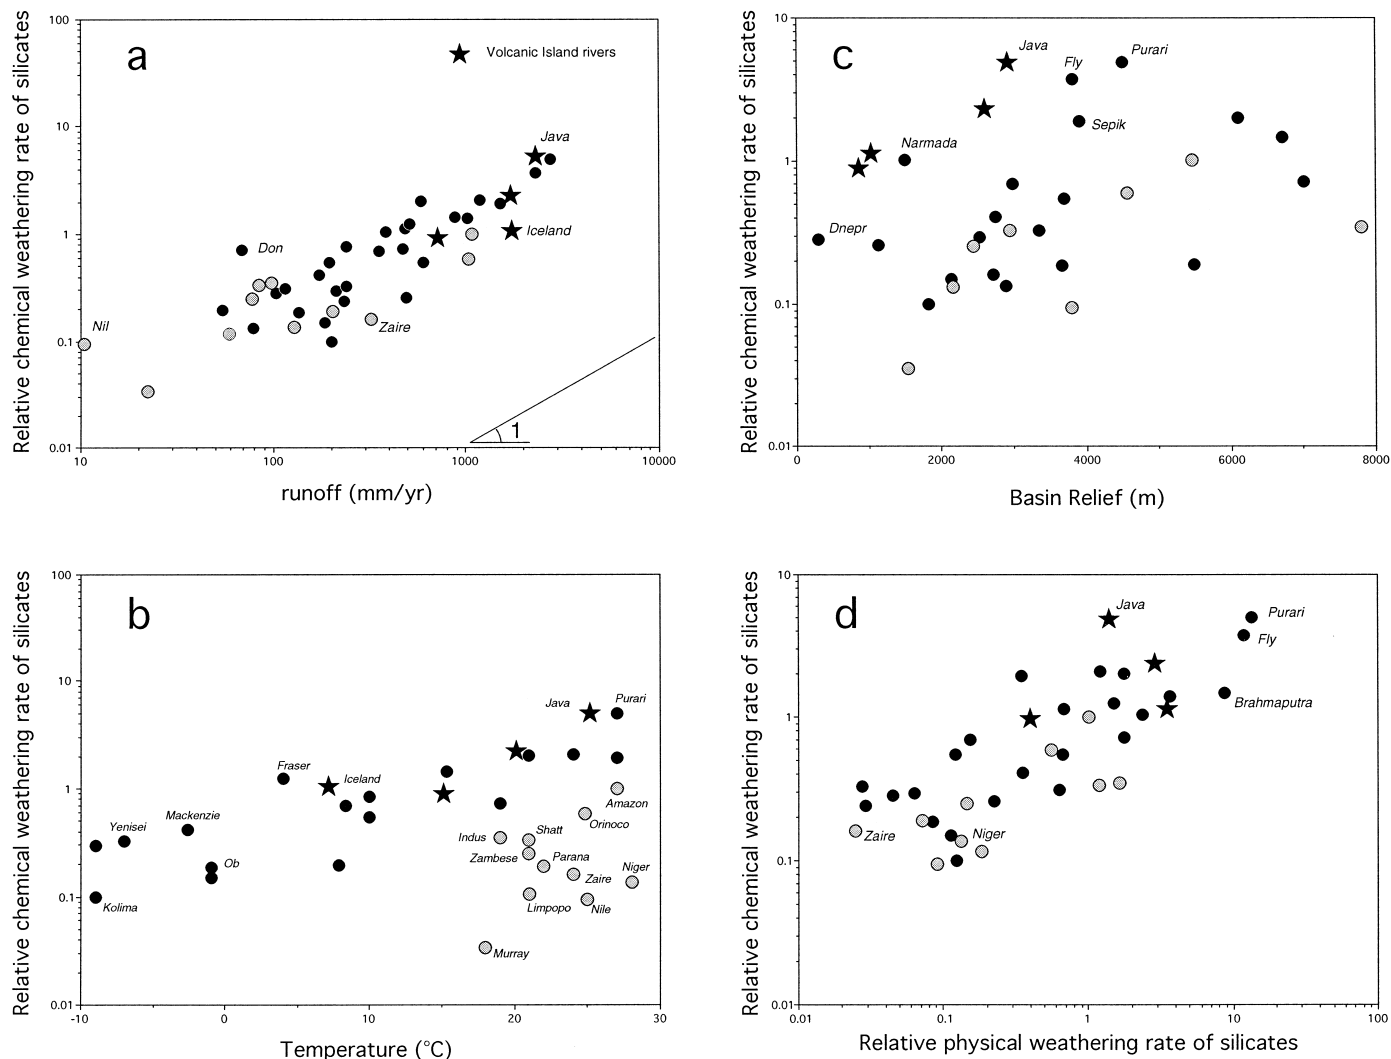 Relative chemical weathering rate of silicates
100
10
1
0.1
0.01
a
Volcanic Island rivers
Java
Iceland
Don
Zaire
Nil
1
10
100
1000
10000
runoff (mm/yr)
Relative chemical weathering rate of silicates
10
1
0.1
0.01
c
Java
Fly
Purari
Sepik
Narmada
Dnepr
0
2000
4000
6000
8000
Basin Relief (m)
Relative chemical weathering rate of silicates
100
10
1
0.1
0.01
b
Java
Purari
Fraser
Iceland
Amazon
Mackenzie
Orinoco
Yenisei
Indus
Shatt
Zambese
Parana
Ob
Niger
Zaire
Kolima
Limpopo
Nile
Murray
-10
0
10
20
30
Temperature (°C)
Relative chemical weathering rate of silicates
10
1
0.1
0.01
d
Java
Purari
Fly
Brahmaputra
Zaire
Niger
0.01
0.1
1
10
100
Relative physical weathering rate of silicates